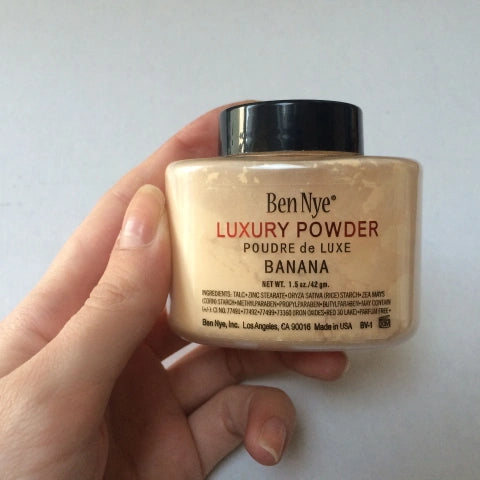 Ben Nye®
LUXURY POWDER
POUDRE de LUXE
BANANA
NET WT. 1.5 oz./42 gm.
INGREDIENTS: TALC•ZINC STEARATE•ORYZA SATIVA (RICE) STARCH•ZEA MAYS
(CORN) STARCH•METHYLPARABEN•PROPYLPARABEN•BUTYLPARABEN•MAY CONTAIN
(+/-): CI NO.77491•77492•77499•73360 (IRON OXIDES•RED 30 LAKE)•PARFUM FREE•
Ben Nye, Inc. Los Angeles, CA 90016 Made in USA BV-1